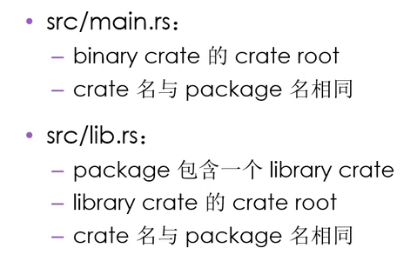 • src/main.rs：
– binary crate 的 crate root
– crate 名与 package 名相同
• src/lib.rs：
– package 包含一个 library crate
– library crate 的 crate root
– crate 名与 package 名相同